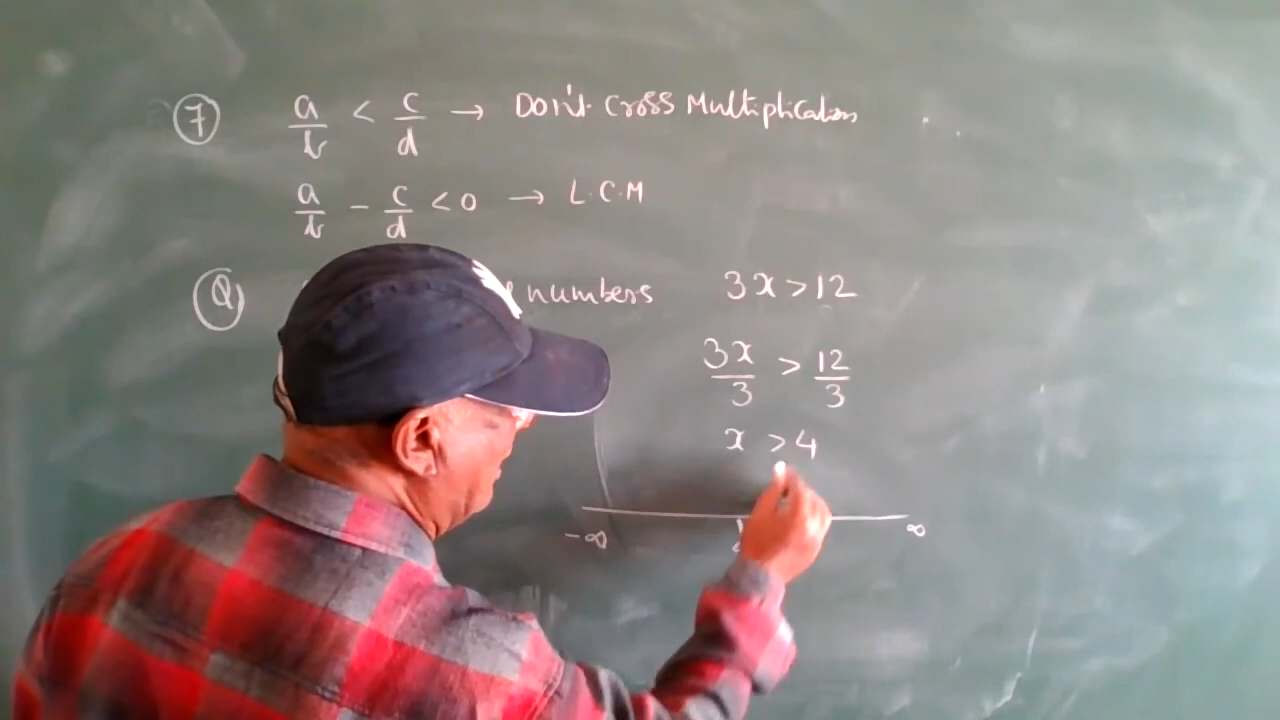 7 a/b < c/d → Don't Cross Multiplication
a/b - c/d < 0 → L.C.M
Q numbers 3x > 12
3x/3 > 12/3
x > 4
-∞ ∞